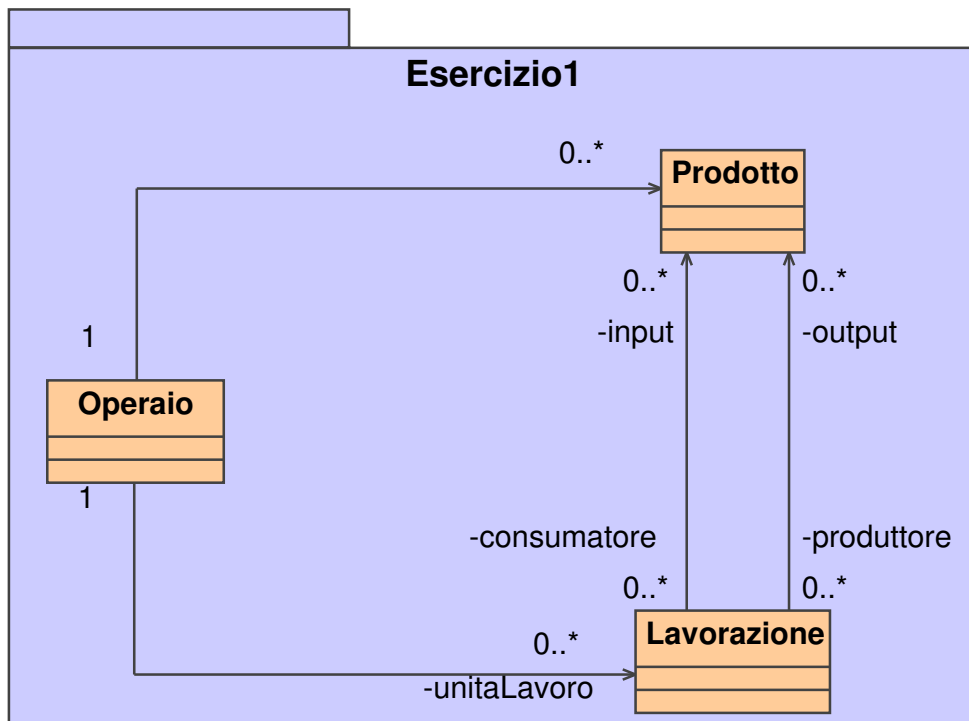 Esercizio1
0..*
Prodotto
0..*
0..*
-input
-output
1
Operaio
1
-consumatore
-produttore
0..*
0..*
Lavorazione
0..*
-unitaLavoro